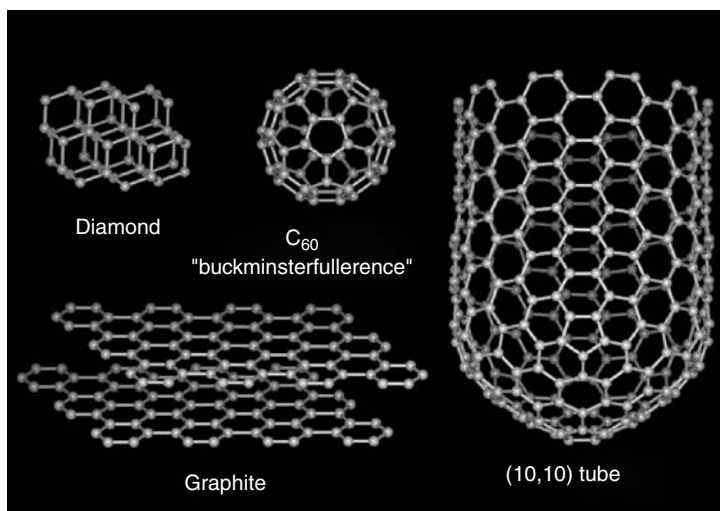 Diamond
C₆₀
"buckminsterfullerence"
Graphite
(10,10) tube